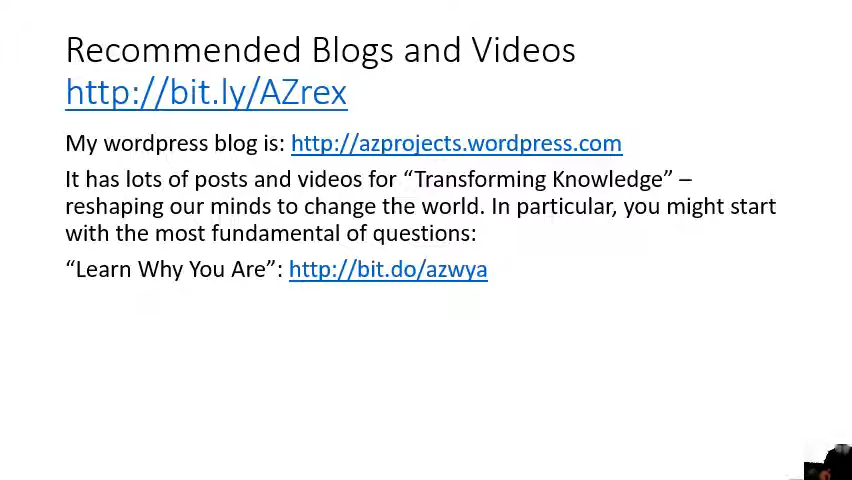 Recommended Blogs and Videos
http://bit.ly/AZrex
My wordpress blog is: http://azprojects.wordpress.com
It has lots of posts and videos for “Transforming Knowledge” –
reshaping our minds to change the world. In particular, you might start
with the most fundamental of questions:
“Learn Why You Are”: http://bit.do/azwya